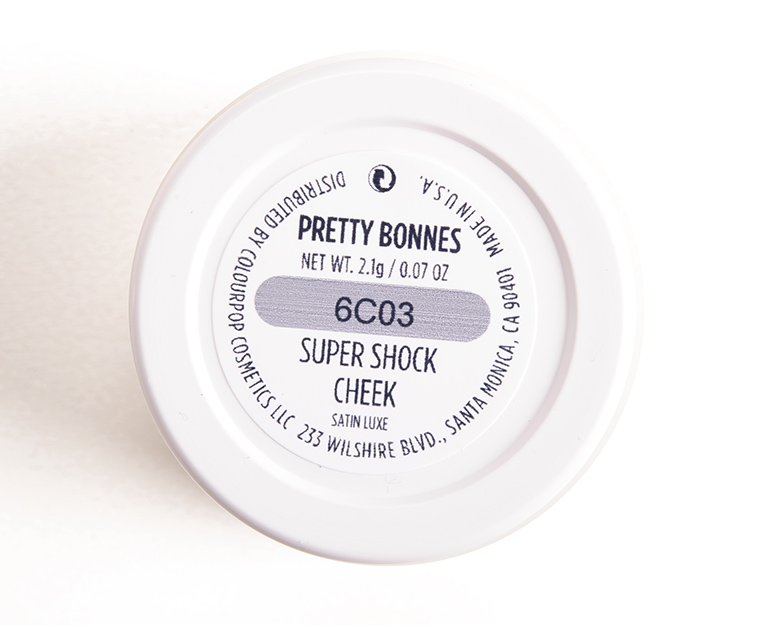 PRETTY BONNES
NET WT. 2.1g / 0.07 OZ
6C03
SUPER SHOCK
CHEEK
SATIN LUXE
DISTRIBUTED BY COLOURPOP COSMETICS LLC 233 WILSHIRE BLVD., SANTA MONICA, CA 90401 MADE IN U.S.A.